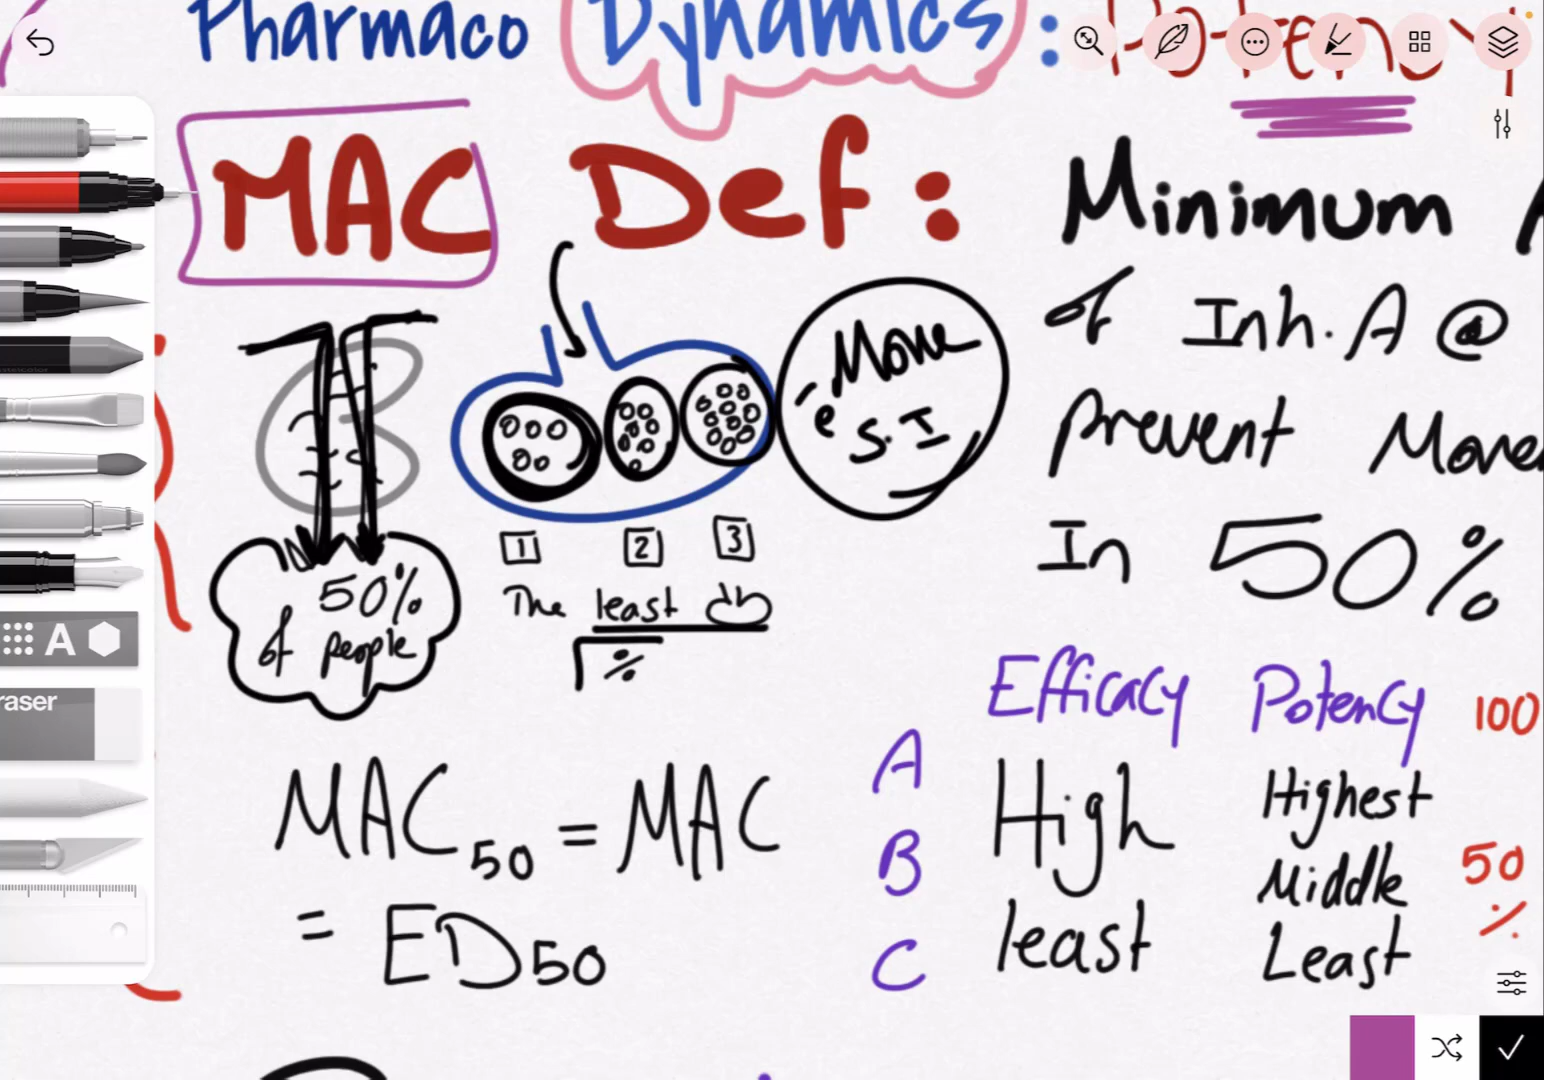 Pharmaco Dynamics : Potency
MAC Def : Minimum A
of Inh. A @
prevent Move
In 50%
Move
e S.I
1 2 3
The least
%
50%
of people
Efficacy Potency 100
A High Highest
B Middle 50
C least Least %
MAC50 = MAC
= ED50
raser
A